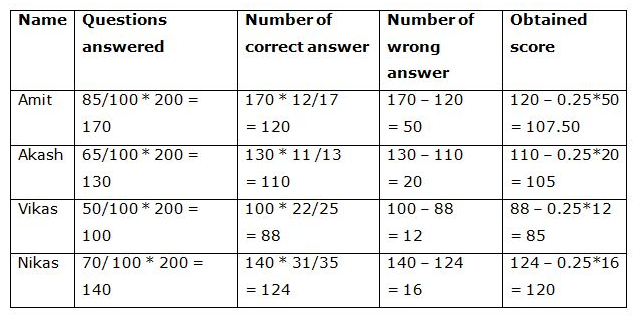 Name Questions answered Number of correct answer Number of wrong answer Obtained score
Amit 85/100 * 200 = 170 170 * 12/17 = 120 170 – 120 = 50 120 – 0.25*50 = 107.50
Akash 65/100 * 200 = 130 130 * 11 /13 = 110 130 – 110 = 20 110 – 0.25*20 = 105
Vikas 50/100 * 200 = 100 100 * 22/25 = 88 100 – 88 = 12 88 – 0.25*12 = 85
Nikas 70/ 100 * 200 = 140 140 * 31/35 = 124 140 – 124 = 16 124 – 0.25*16 = 120